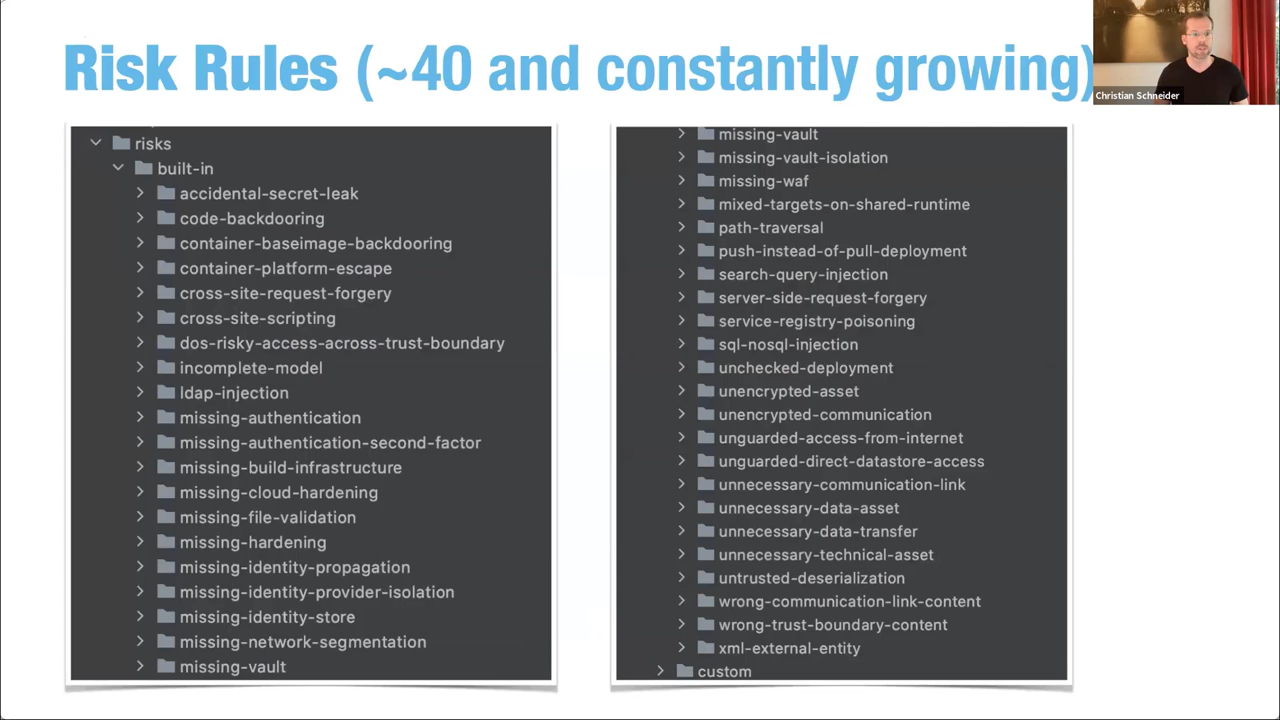 Risk Rules (~40 and constantly growing)
Christian Schneider
risks
built-in
accidental-secret-leak
code-backdooring
container-baseimage-backdooring
container-platform-escape
cross-site-request-forgery
cross-site-scripting
dos-risky-access-across-trust-boundary
incomplete-model
ldap-injection
missing-authentication
missing-authentication-second-factor
missing-build-infrastructure
missing-cloud-hardening
missing-file-validation
missing-hardening
missing-identity-propagation
missing-identity-provider-isolation
missing-identity-store
missing-network-segmentation
missing-vault
missing-vault
missing-vault-isolation
missing-waf
mixed-targets-on-shared-runtime
path-traversal
push-instead-of-pull-deployment
search-query-injection
server-side-request-forgery
service-registry-poisoning
sql-nosql-injection
unchecked-deployment
unencrypted-asset
unencrypted-communication
unguarded-access-from-internet
unguarded-direct-datastore-access
unnecessary-communication-link
unnecessary-data-asset
unnecessary-data-transfer
unnecessary-technical-asset
untrusted-deserialization
wrong-communication-link-content
wrong-trust-boundary-content
xml-external-entity
custom